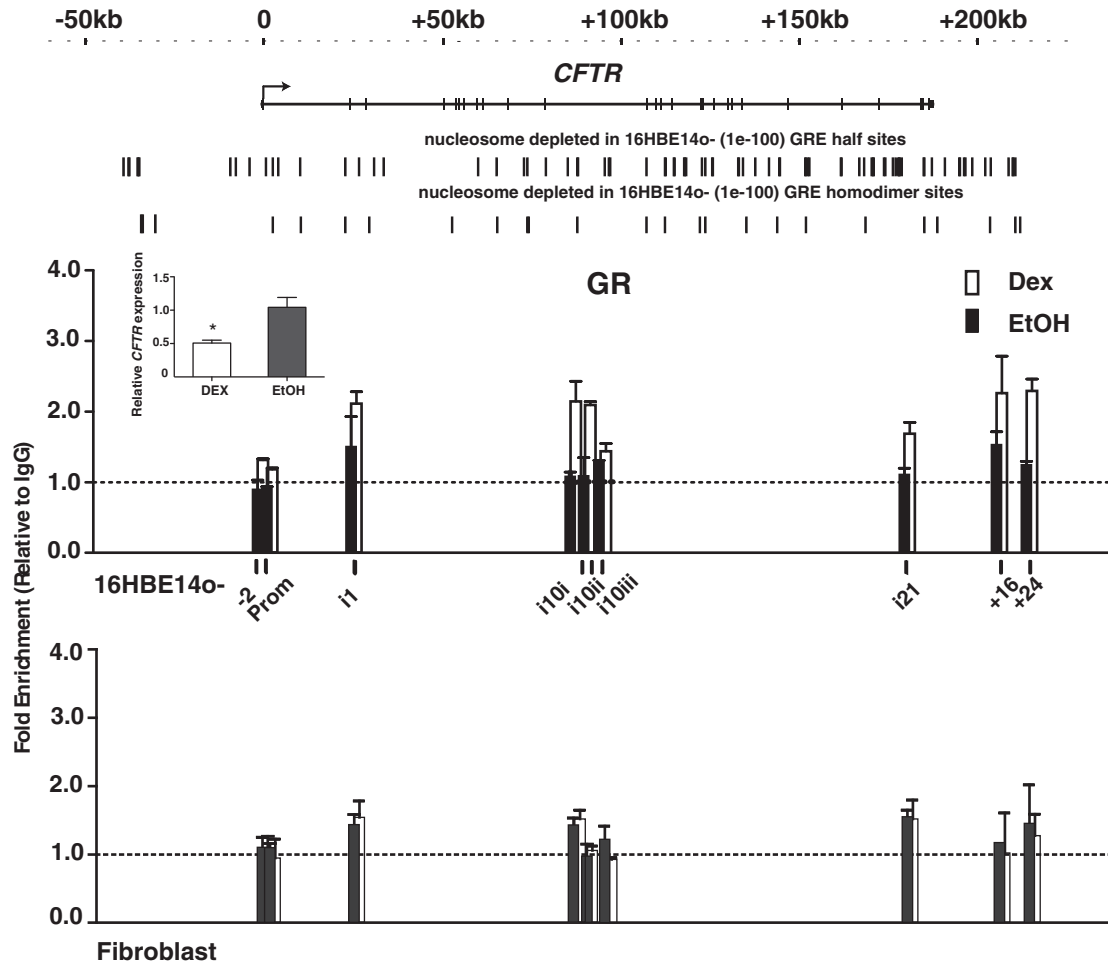 -50kb 0 +50kb +100kb +150kb +200kb
CFTR
nucleosome depleted in 16HBE14o- (1e-100) GRE half sites
nucleosome depleted in 16HBE14o- (1e-100) GRE homodimer sites
GR
Dex
EtOH
Fold Enrichment (Relative to IgG)
4.0
3.0
2.0
1.0
0.0
Relative CFTR expression
1.5
1.0
0.5
0
*
DEX EtOH
16HBE14o-
-2 Prom i1 i10i i10ii i10iii i21 +16 +24
4.0
3.0
2.0
1.0
0.0
Fibroblast